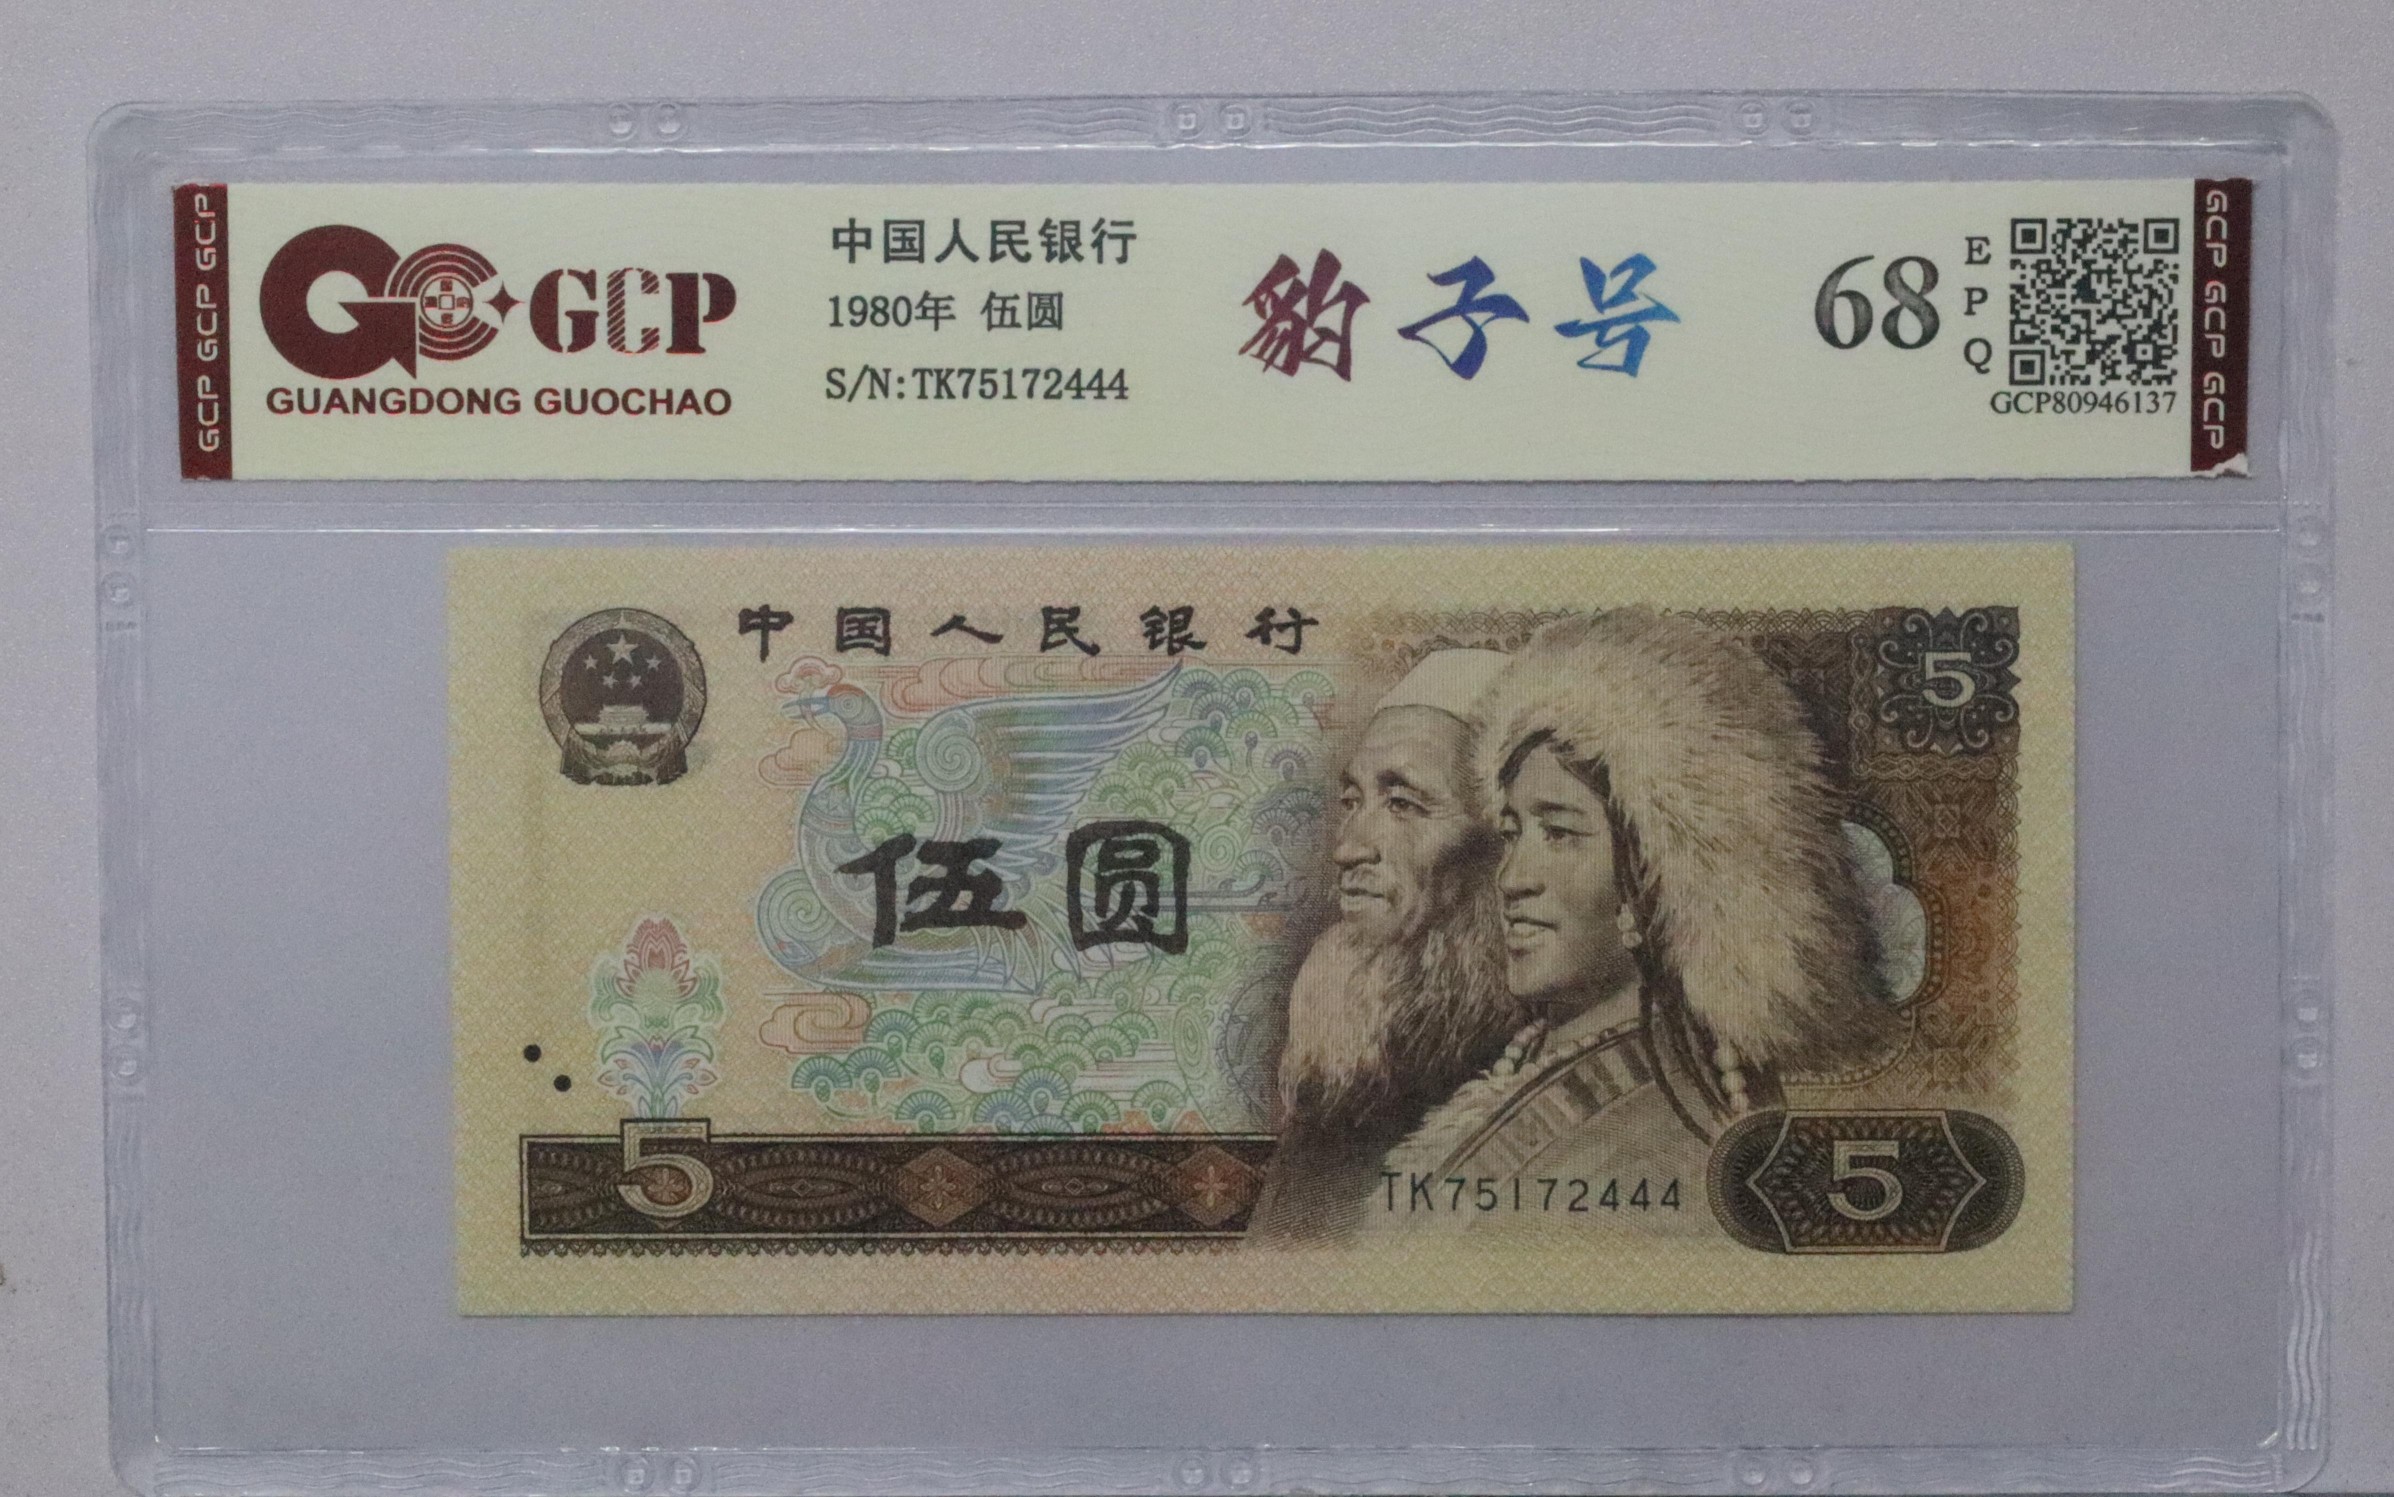 GCP GCP GCP
GCP
GUANGDONG GUOCHAO
中国人民银行
1980年 伍圆
S/N:TK75172444
豹子号
68
EPQ
GCP80946137
GCP GCP GCP
中国人民银行
5
伍圆
5
TK75172444
5